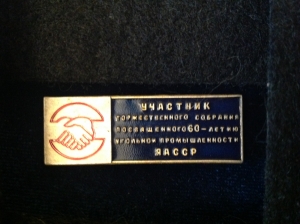 УЧАСТНИК
ТОРЖЕСТВЕННОГО СОБРАНИЯ
ПОСВЯЩЕННОГО 60-ЛЕТИЮ
УГОЛЬНОЙ ПРОМЫШЛЕННОСТИ
ЯАССР